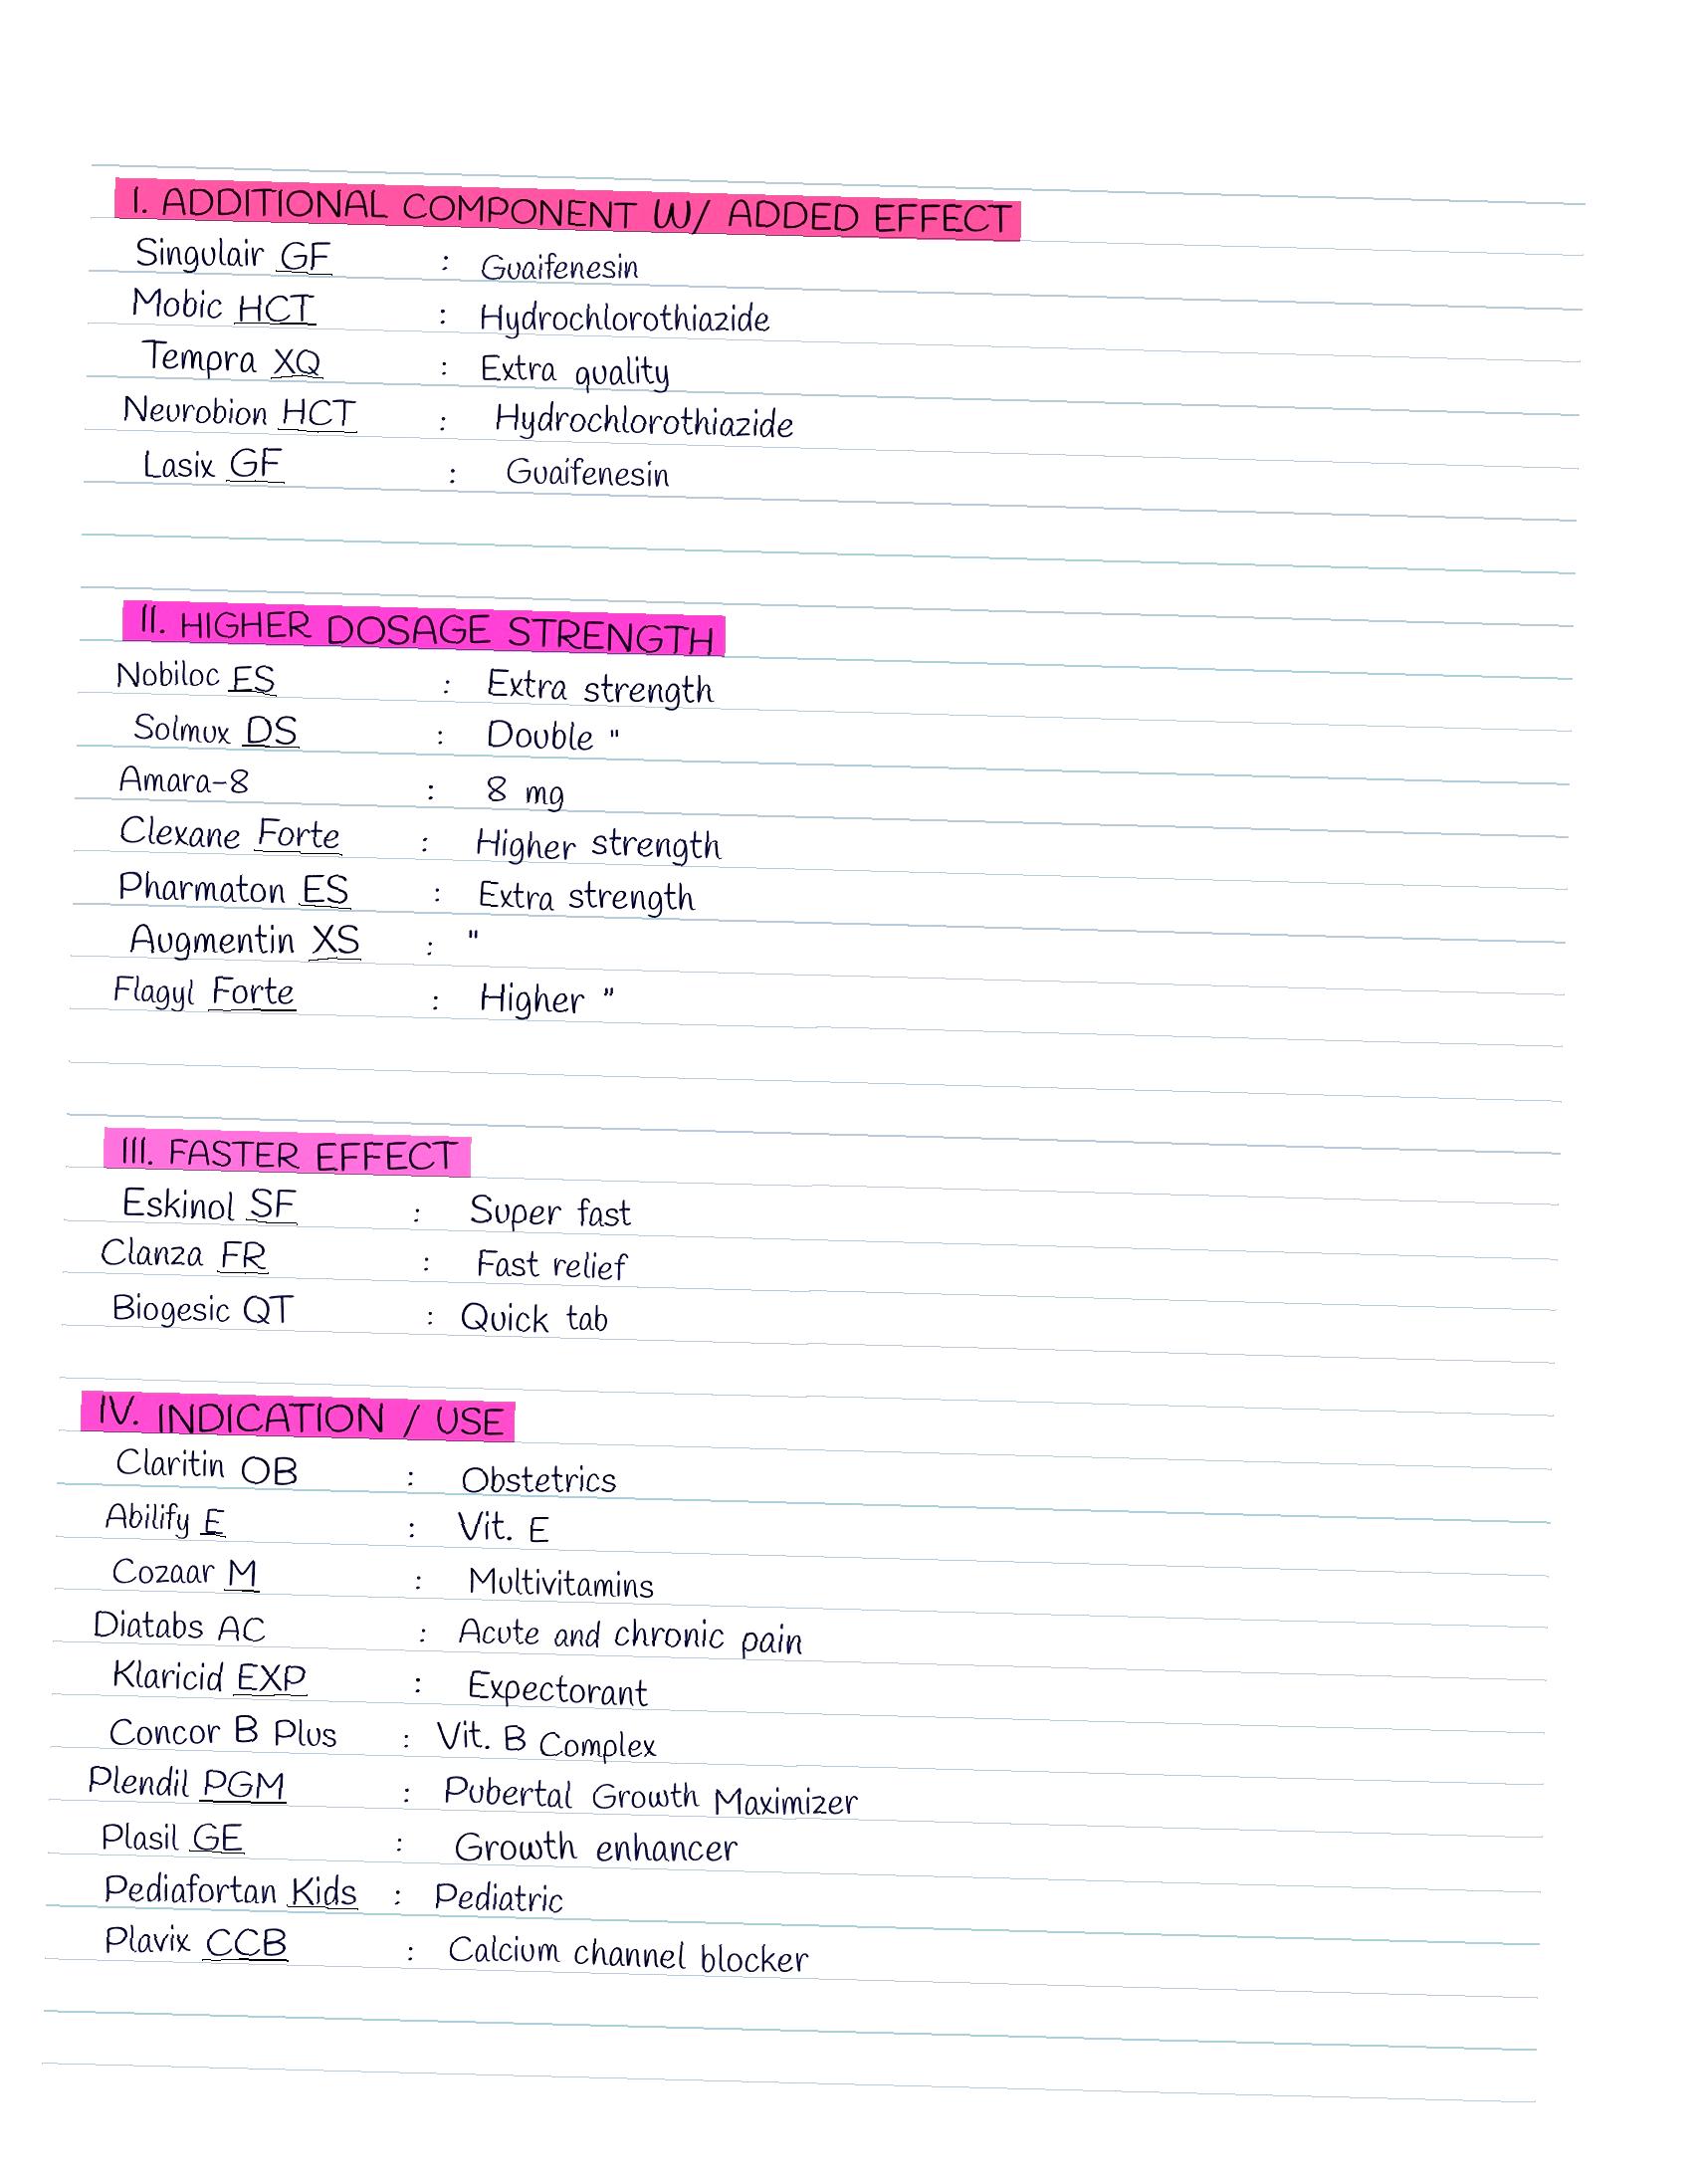 I. ADDITIONAL COMPONENT W/ ADDED EFFECT
Singulair GF : Guaifenesin
Mobic HCT : Hydrochlorothiazide
Tempra XQ : Extra quality
Neurobion HCT : Hydrochlorothiazide
Lasix GF : Guaifenesin
II. HIGHER DOSAGE STRENGTH
Nobiloc ES : Extra strength
Solmux DS : Double "
Amara-8 : 8 mg
Clexane Forte : Higher strength
Pharmaton ES : Extra strength
Augmentin XS : "
Flagyl Forte : Higher "
III. FASTER EFFECT
Eskinol SF : Super fast
Clanza FR : Fast relief
Biogesic QT : Quick tab
IV. INDICATION / USE
Claritin OB : Obstetrics
Abilify E : Vit. E
Cozaar M : Multivitamins
Diatabs AC : Acute and chronic pain
Klaricid EXP : Expectorant
Concor B Plus : Vit. B Complex
Plendil PGM : Pubertal Growth Maximizer
Plasil GE : Growth enhancer
Pediafortan Kids : Pediatric
Plavix CCB : Calcium channel blocker